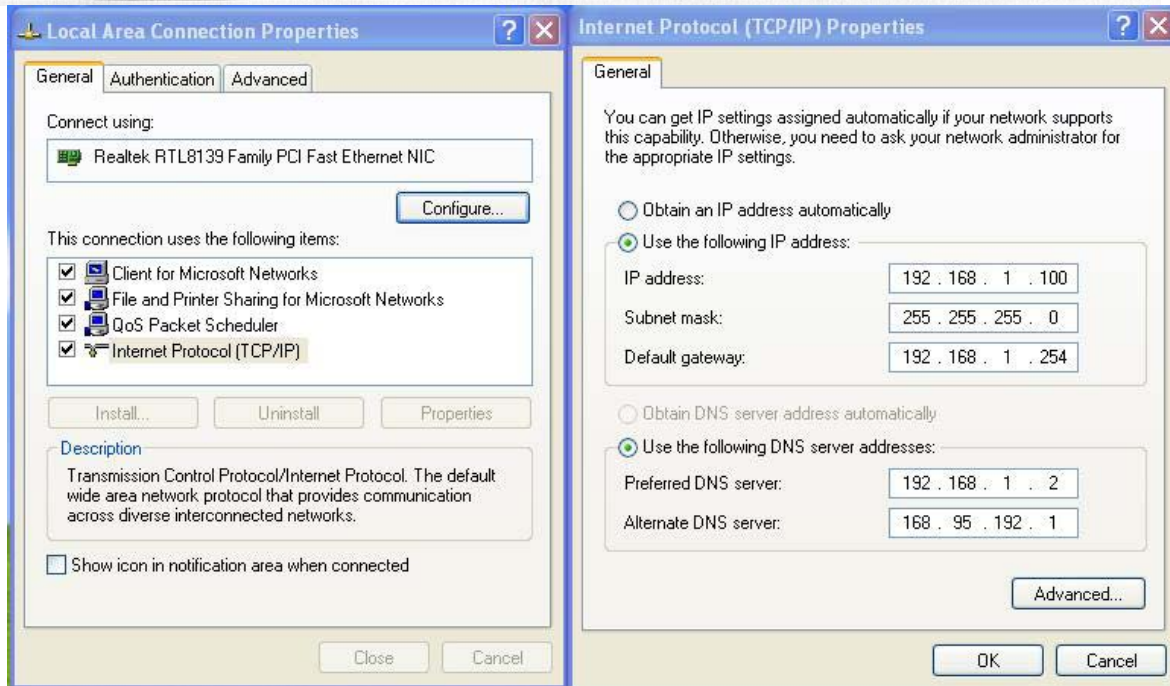 Local Area Connection Properties
General
Authentication
Advanced
Connect using:
Realtek RTL8139 Family PCI Fast Ethernet NIC
Configure...
This connection uses the following items:
Client for Microsoft Networks
File and Printer Sharing for Microsoft Networks
QoS Packet Scheduler
Internet Protocol (TCP/IP)
Install...
Uninstall
Properties
Description
Transmission Control Protocol/Internet Protocol. The default
wide area network protocol that provides communication
across diverse interconnected networks.
Show icon in notification area when connected
Close
Cancel
Internet Protocol (TCP/IP) Properties
General
You can get IP settings assigned automatically if your network supports
this capability. Otherwise, you need to ask your network administrator for
the appropriate IP settings.
Obtain an IP address automatically
Use the following IP address:
IP address: 192 . 168 . 1 . 100
Subnet mask: 255 . 255 . 255 . 0
Default gateway: 192 . 168 . 1 . 254
Obtain DNS server address automatically
Use the following DNS server addresses:
Preferred DNS server: 192 . 168 . 1 . 2
Alternate DNS server: 168 . 95 . 192 . 1
Advanced...
OK
Cancel